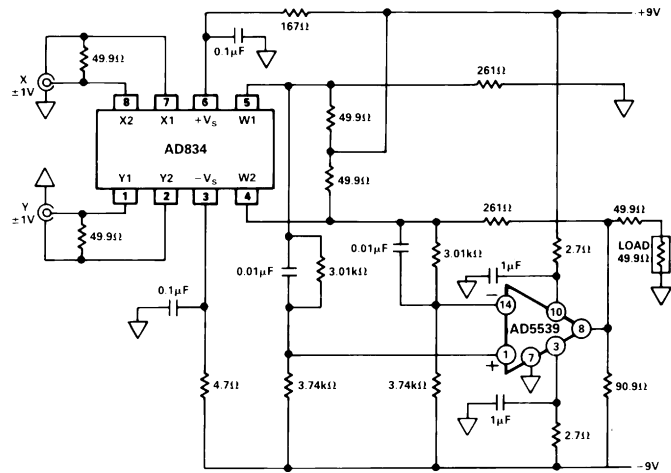 +9V
167Ω
0.1μF
49.9Ω
X
±1V
8
7
6
5
X2
X1
+VS
W1
261Ω
49.9Ω
AD834
49.9Ω
Y1
Y2
−VS
W2
1
2
3
4
Y
±1V
49.9Ω
261Ω
49.9Ω
LOAD
49.9Ω
0.01μF
3.01kΩ
2.7Ω
0.01μF
3.01kΩ
1μF
0.1μF
−
14
10
AD5539
8
1
7
3
+
4.7Ω
3.74kΩ
3.74kΩ
90.9Ω
1μF
2.7Ω
−9V